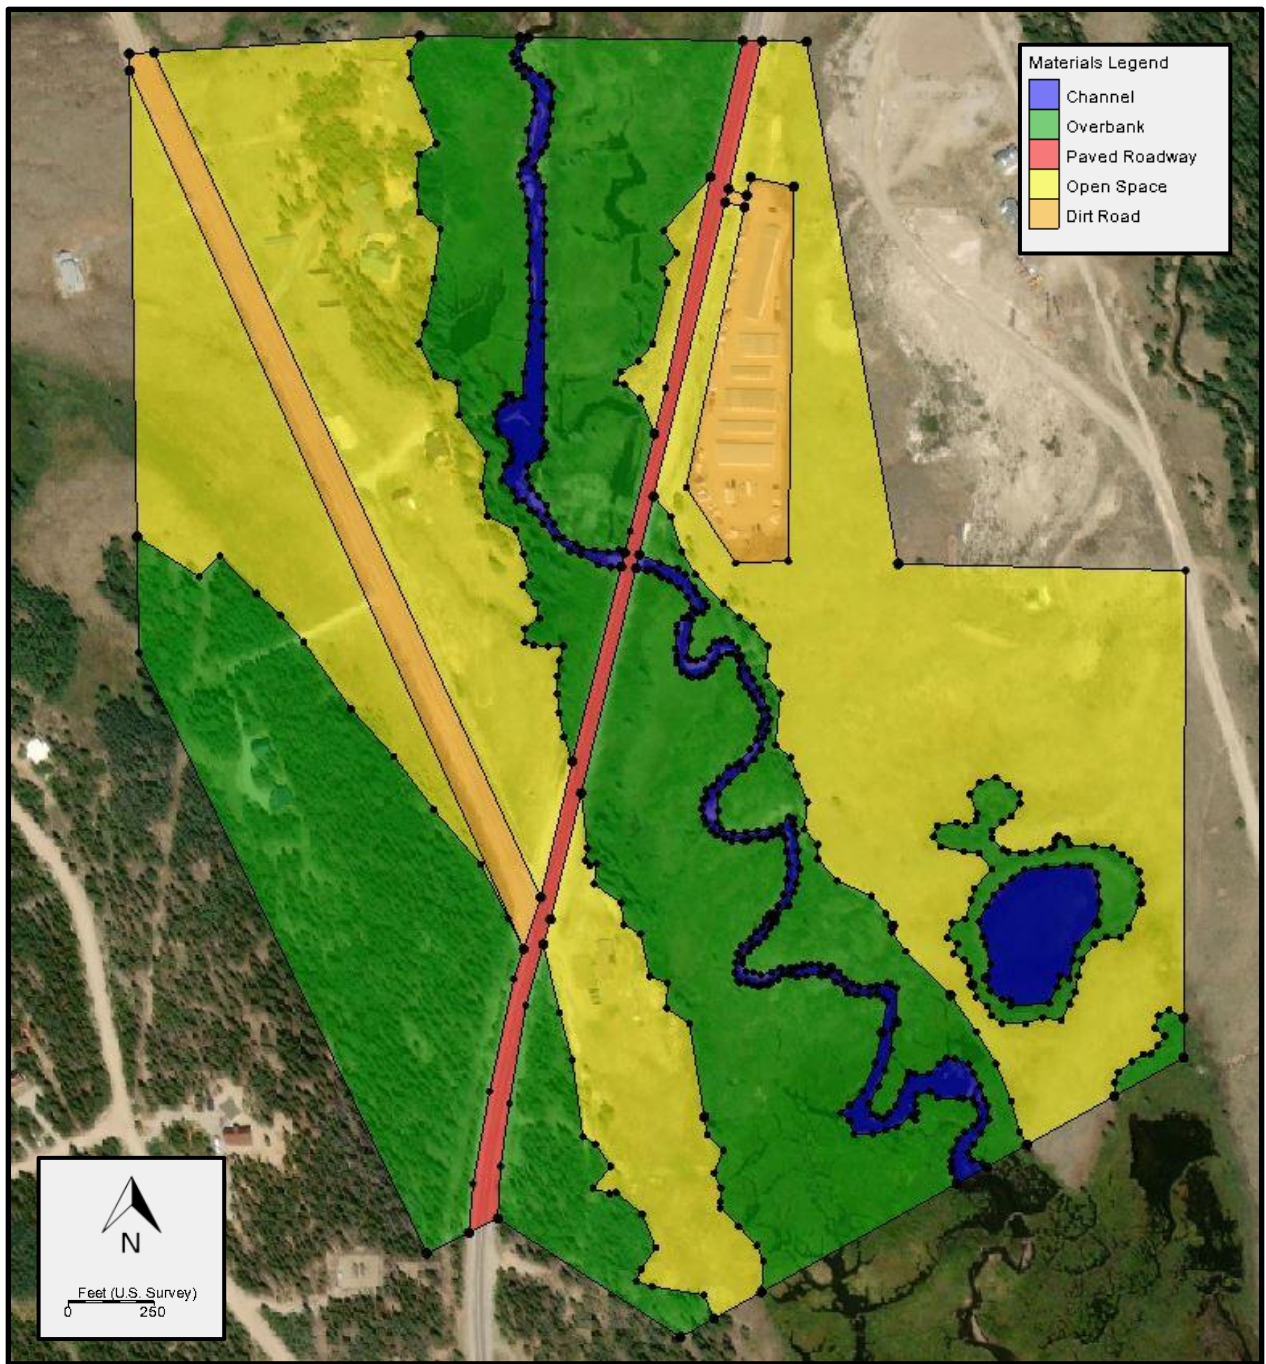 Materials Legend
Channel
Overbank
Paved Roadway
Open Space
Dirt Road
N
Feet (U.S. Survey)
0 250